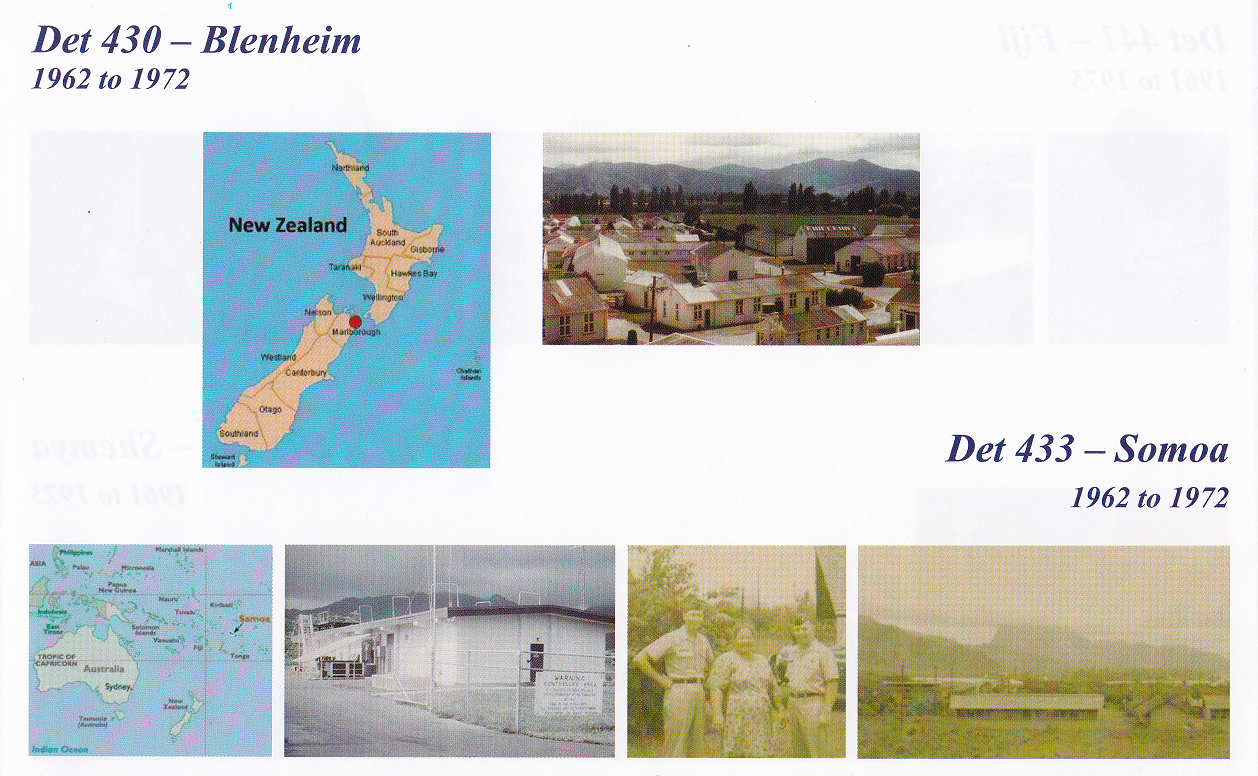 Det 430 – Blenheim
1962 to 1972
Northland
New Zealand
South
Auckland
Gisborne
Taranaki
Hawkes Bay
Wellington
Nelson
Marlborough
Westland
Canterbury
Chatham
Islands
Otago
Southland
Stewart
Island
Det 433 – Somoa
1962 to 1972
Philippines
Marshall Islands
ASIA
Palau
Micronesia
Papua
New Guinea
Nauru
Kiribati
Indonesia
Tuvalu
Samoa
East
Timor
Solomon
Islands
Vanuatu
Fiji
Tonga
TROPIC OF
CAPRICORN
Australia
Sydney
New
Zealand
Tasmania
(Australia)
Indian Ocean
WARNING
CONTROLLED AREA